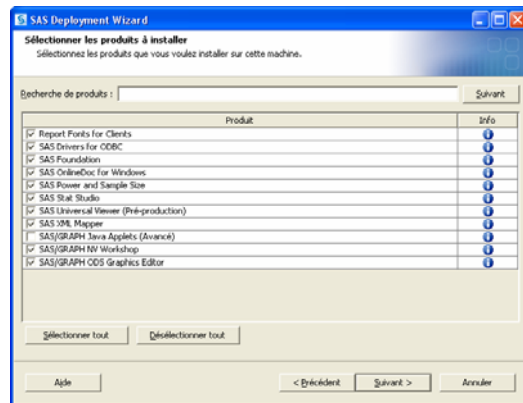 SAS Deployment Wizard
Sélectionner les produits à installer
Sélectionnez les produits que vous voulez installer sur cette machine.
Recherche de produits :
Suivant
Produit Info
Report Fonts for Clients
SAS Drivers for ODBC
SAS Foundation
SAS OnlineDoc for Windows
SAS Power and Sample Size
SAS Stat Studio
SAS Universal Viewer (Pré-production)
SAS XML Mapper
SAS/GRAPH Java Applets (Avancé)
SAS/GRAPH NV Workshop
SAS/GRAPH ODS Graphics Editor
Sélectionner tout Désélectionner tout
Aide < Précédent Suivant > Annuler